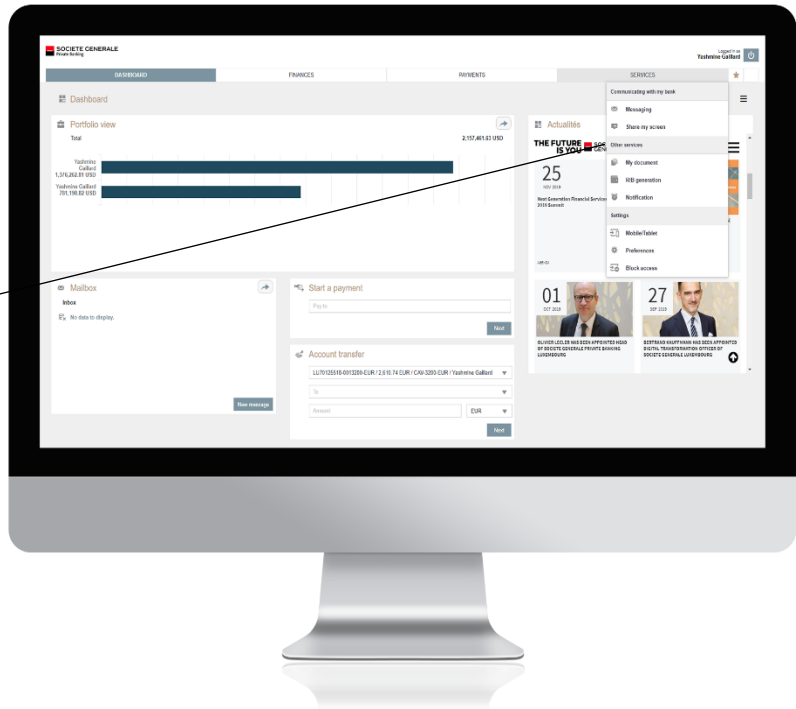 SOCIETE GENERALE
Private Banking
Logged in as
Yashmine Gaillard
DASHBOARD
FINANCES
PAYMENTS
SERVICES
Dashboard
Portfolio view
Total
2,157,461.63 USD
Yashmine
Gaillard
1,376,262.81 USD
Yashmine Gaillard
781,198.82 USD
Actualités
THE FUTURE
IS YOU
25
NOV 2019
Next Generation Financial Services
2019 Summit
Communicating with my bank
Messaging
Share my screen
Other services
My document
Notification
Settings
Mobile/Tablet
Preferences
Block access
Mailbox
Inbox
No data to display.
New message
Start a payment
Pay to
Next
Account transfer
To
Amount
EUR
Next
01
OCT 2019
OLIVIER LECLER HAS BEEN APPOINTED HEAD
OF SOCIETE GENERALE PRIVATE BANKING
LUXEMBOURG
27
SEP 2019
BERTRAND KAUFFMANN HAS BEEN APPOINTED
DIGITAL TRANSFORMATION OFFICER OF
SOCIETE GENERALE LUXEMBOURG